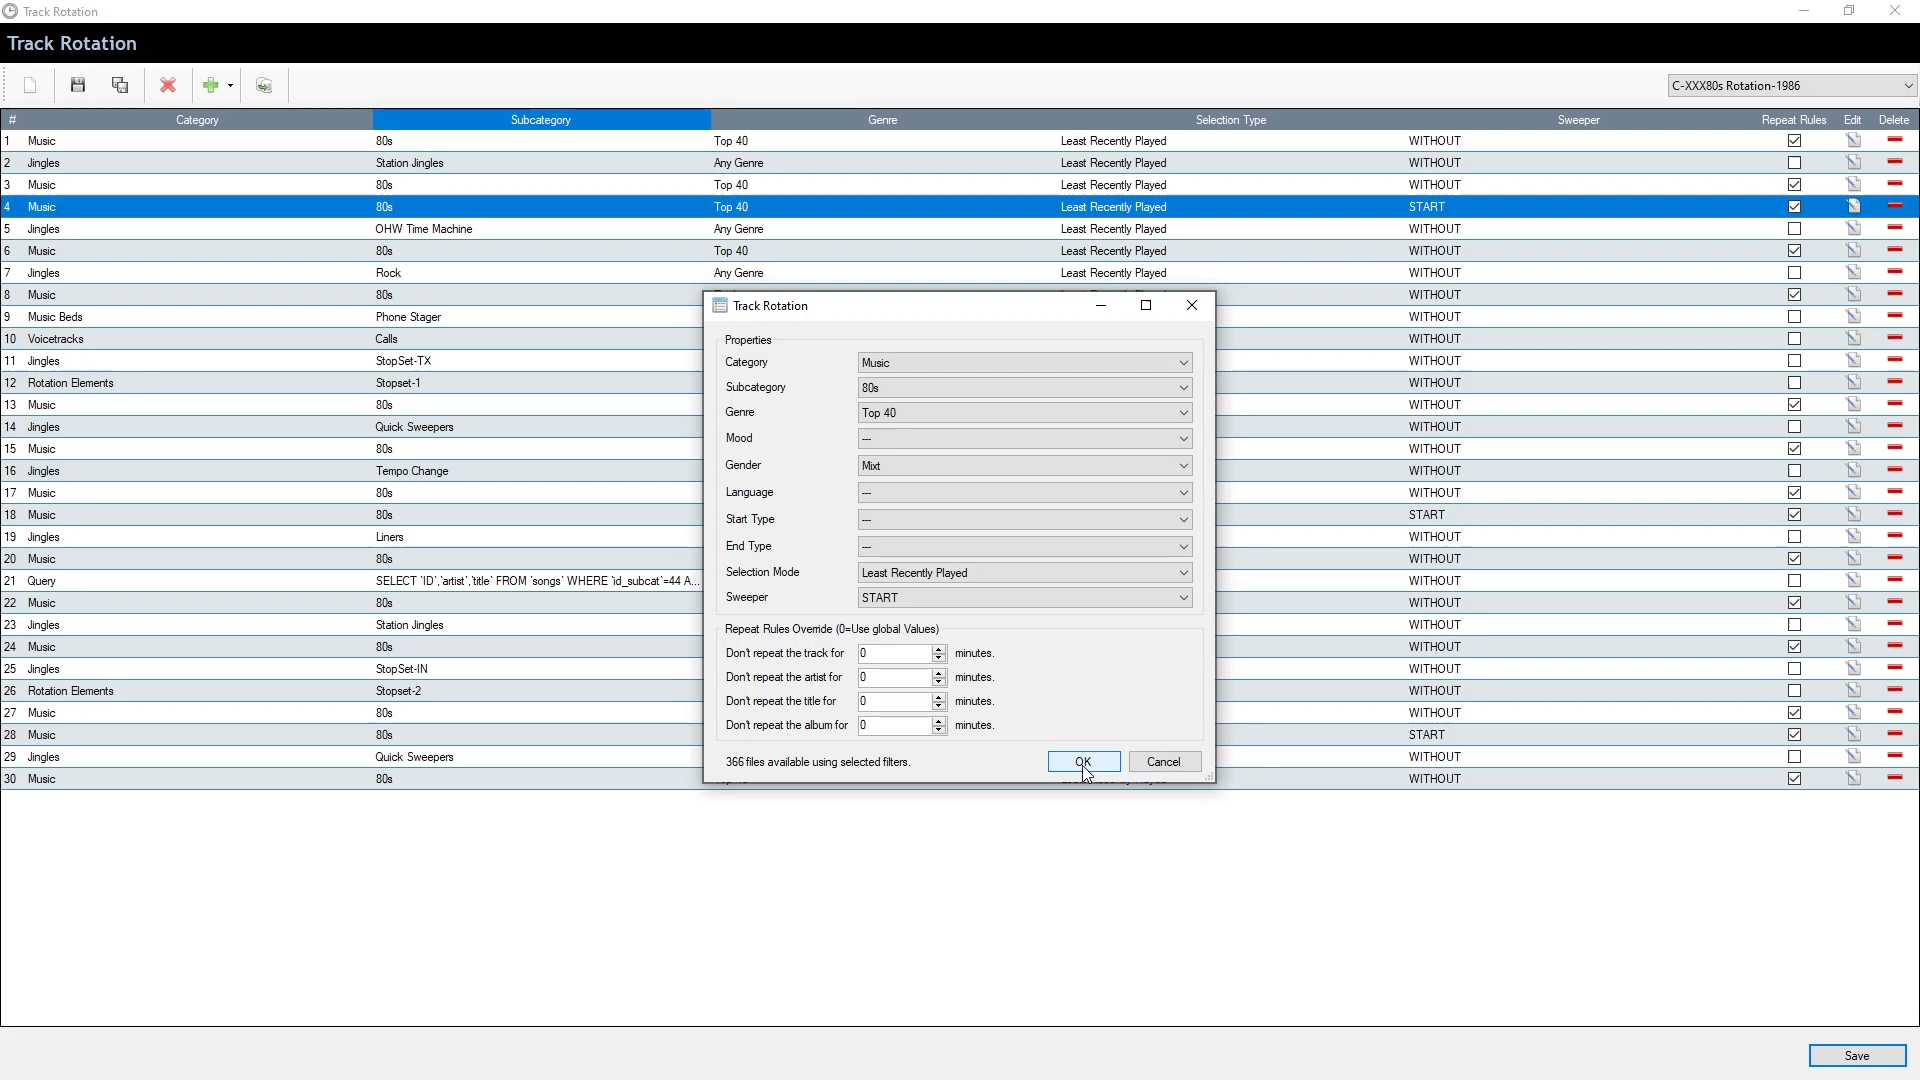 Track Rotation
Track Rotation
C-XXX80s Rotation-1986
# Category Subcategory Genre Selection Type Sweeper Repeat Rules Edit Delete
1 Music 80s Top 40 Least Recently Played WITHOUT
2 Jingles Station Jingles Any Genre Least Recently Played WITHOUT
3 Music 80s Top 40 Least Recently Played WITHOUT
4 Music 80s Top 40 Least Recently Played START
5 Jingles OHW Time Machine Any Genre Least Recently Played WITHOUT
6 Music 80s Top 40 Least Recently Played WITHOUT
7 Jingles Rock Any Genre Least Recently Played WITHOUT
8 Music 80s WITHOUT
9 Music Beds Phone Stager WITHOUT
10 Voicetracks Calls WITHOUT
11 Jingles StopSet-TX WITHOUT
12 Rotation Elements Stopset-1 WITHOUT
13 Music 80s WITHOUT
14 Jingles Quick Sweepers WITHOUT
15 Music 80s WITHOUT
16 Jingles Tempo Change WITHOUT
17 Music 80s WITHOUT
18 Music 80s START
19 Jingles Liners WITHOUT
20 Music 80s WITHOUT
21 Query SELECT `ID`,`artist`,`title` FROM `songs` WHERE `id_subcat`=44 A... WITHOUT
22 Music 80s WITHOUT
23 Jingles Station Jingles WITHOUT
24 Music 80s WITHOUT
25 Jingles StopSet-IN WITHOUT
26 Rotation Elements Stopset-2 WITHOUT
27 Music 80s WITHOUT
28 Music 80s START
29 Jingles Quick Sweepers WITHOUT
30 Music 80s WITHOUT
Track Rotation
Properties
Category Music
Subcategory 80s
Genre Top 40
Mood ---
Gender Mixt
Language ---
Start Type ---
End Type ---
Selection Mode Least Recently Played
Sweeper START
Repeat Rules Override (0=Use global Values)
Don't repeat the track for 0 minutes.
Don't repeat the artist for 0 minutes.
Don't repeat the title for 0 minutes.
Don't repeat the album for 0 minutes.
366 files available using selected filters.
OK Cancel
Save